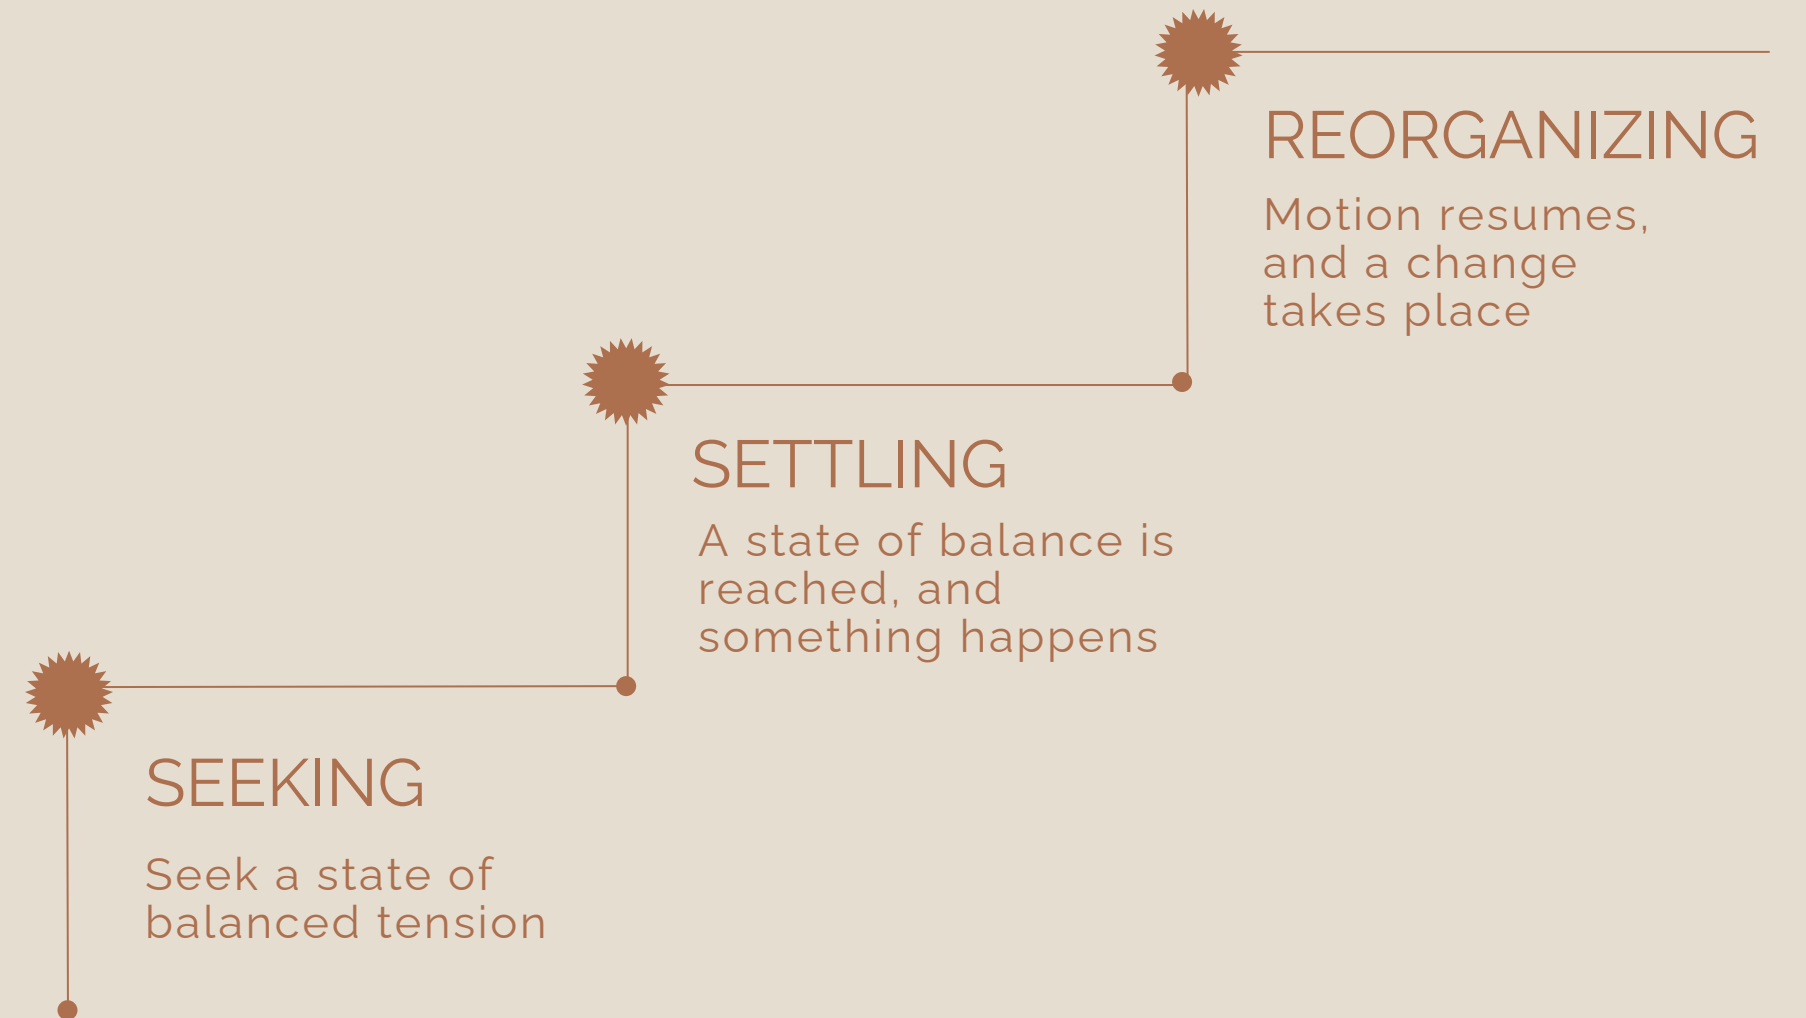 REORGANIZING
Motion resumes,
and a change
takes place
SETTLING
A state of balance is
reached, and
something happens
SEEKING
Seek a state of
balanced tension